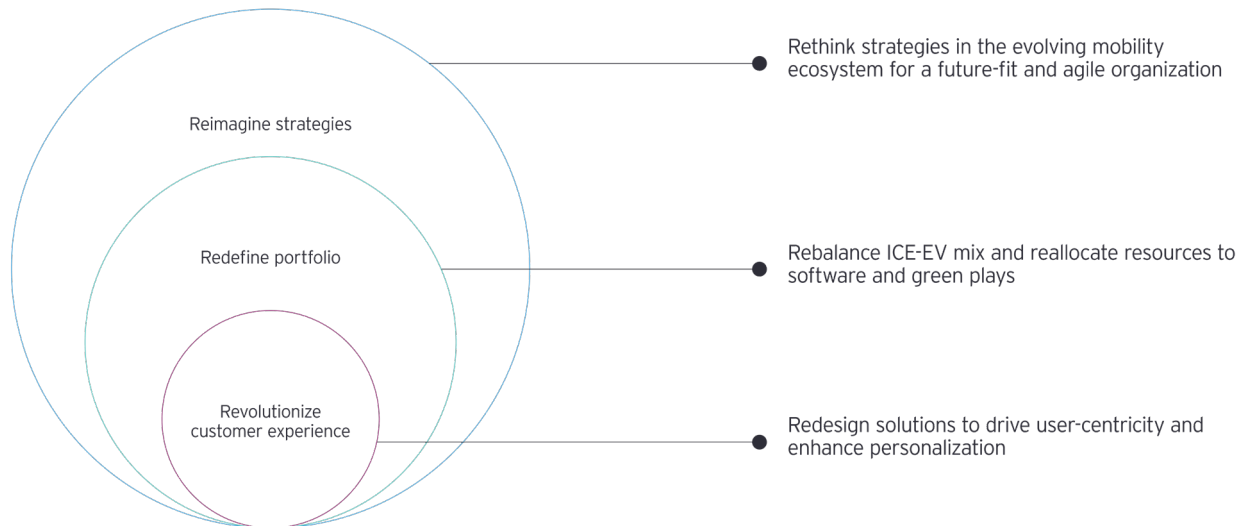 Rethink strategies in the evolving mobility
ecosystem for a future-fit and agile organization
Reimagine strategies
Redefine portfolio
Rebalance ICE-EV mix and reallocate resources to
software and green plays
Revolutionize
customer experience
Redesign solutions to drive user-centricity and
enhance personalization